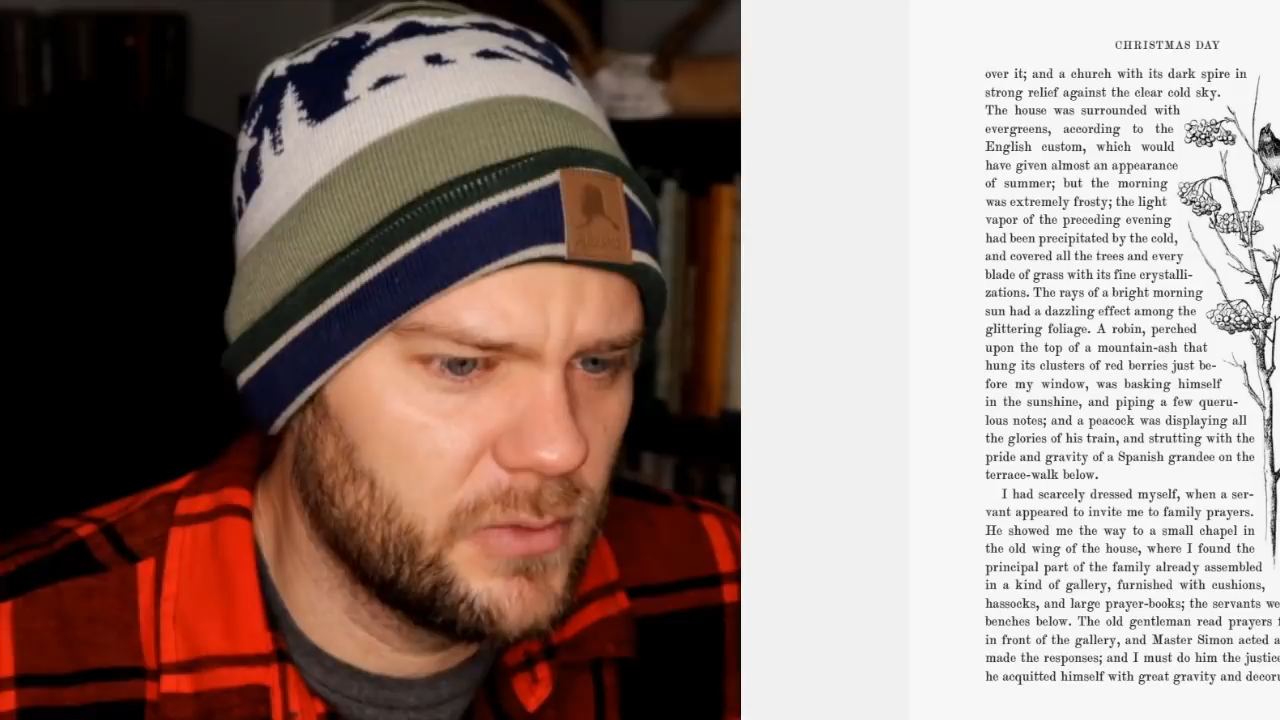 CHRISTMAS DAY
over it; and a church with its dark spire in
strong relief against the clear cold sky.
The house was surrounded with
evergreens, according to the
English custom, which would
have given almost an appearance
of summer; but the morning
was extremely frosty; the light
vapor of the preceding evening
had been precipitated by the cold,
and covered all the trees and every
blade of grass with its fine crystalli-
zations. The rays of a bright morning
sun had a dazzling effect among the
glittering foliage. A robin, perched
upon the top of a mountain-ash that
hung its clusters of red berries just be-
fore my window, was basking himself
in the sunshine, and piping a few queru-
lous notes; and a peacock was displaying all
the glories of his train, and strutting with the
pride and gravity of a Spanish grandee on the
terrace-walk below.
I had scarcely dressed myself, when a ser-
vant appeared to invite me to family prayers.
He showed me the way to a small chapel in
the old wing of the house, where I found the
principal part of the family already assembled
in a kind of gallery, furnished with cushions,
hassocks, and large prayer-books; the servants we
benches below. The old gentleman read prayers f
in front of the gallery, and Master Simon acted a
made the responses; and I must do him the justice
he acquitted himself with great gravity and decoru